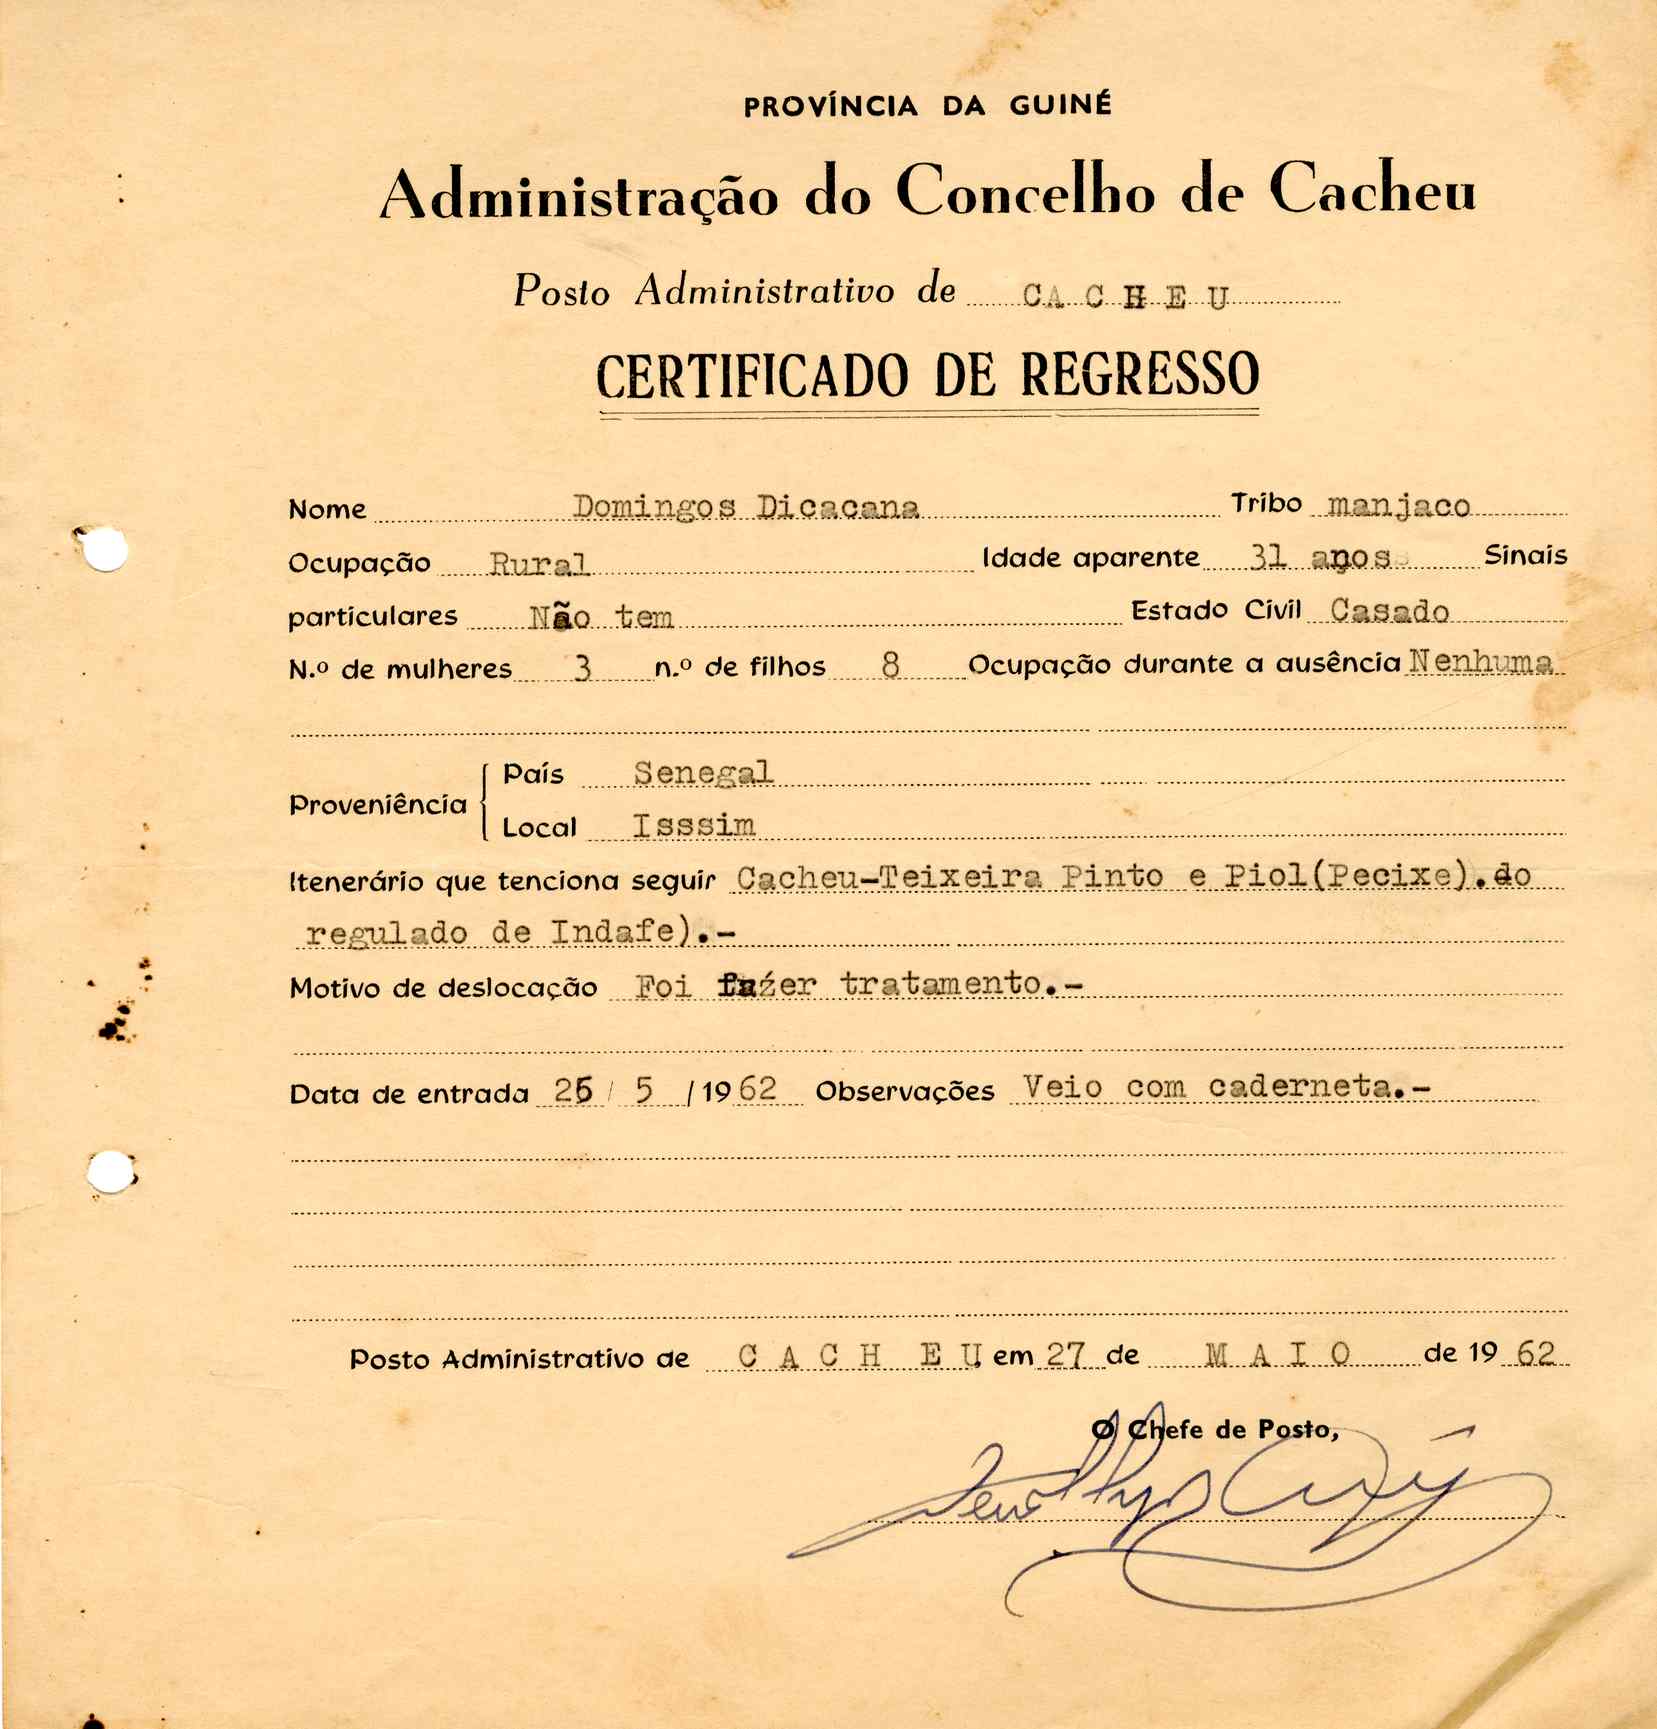 PROVÍNCIA DA GUINÉ
Administração do Concelho de Cacheu
Posto Administrativo de CACHEU
CERTIFICADO DE REGRESSO
Nome Domingos Dicacana Tribo manjaco
Ocupação Rural Idade aparente 31 anos Sinais
particulares Não tem Estado Civil Casado
N.º de mulheres 3 n.º de filhos 8 Ocupação durante a ausência Nenhuma
Proveniência País Senegal
Local Isssim
Itenerário que tenciona seguir Cacheu-Teixeira Pinto e Piol(Pecixe).do
regulado de Indafe).-
Motivo de deslocação Foi fazer tratamento.-
Data de entrada 26/5/1962 Observações Veio com caderneta.-
Posto Administrativo de CACHEU, em 27 de MAIO de 1962
O Chefe de Posto,